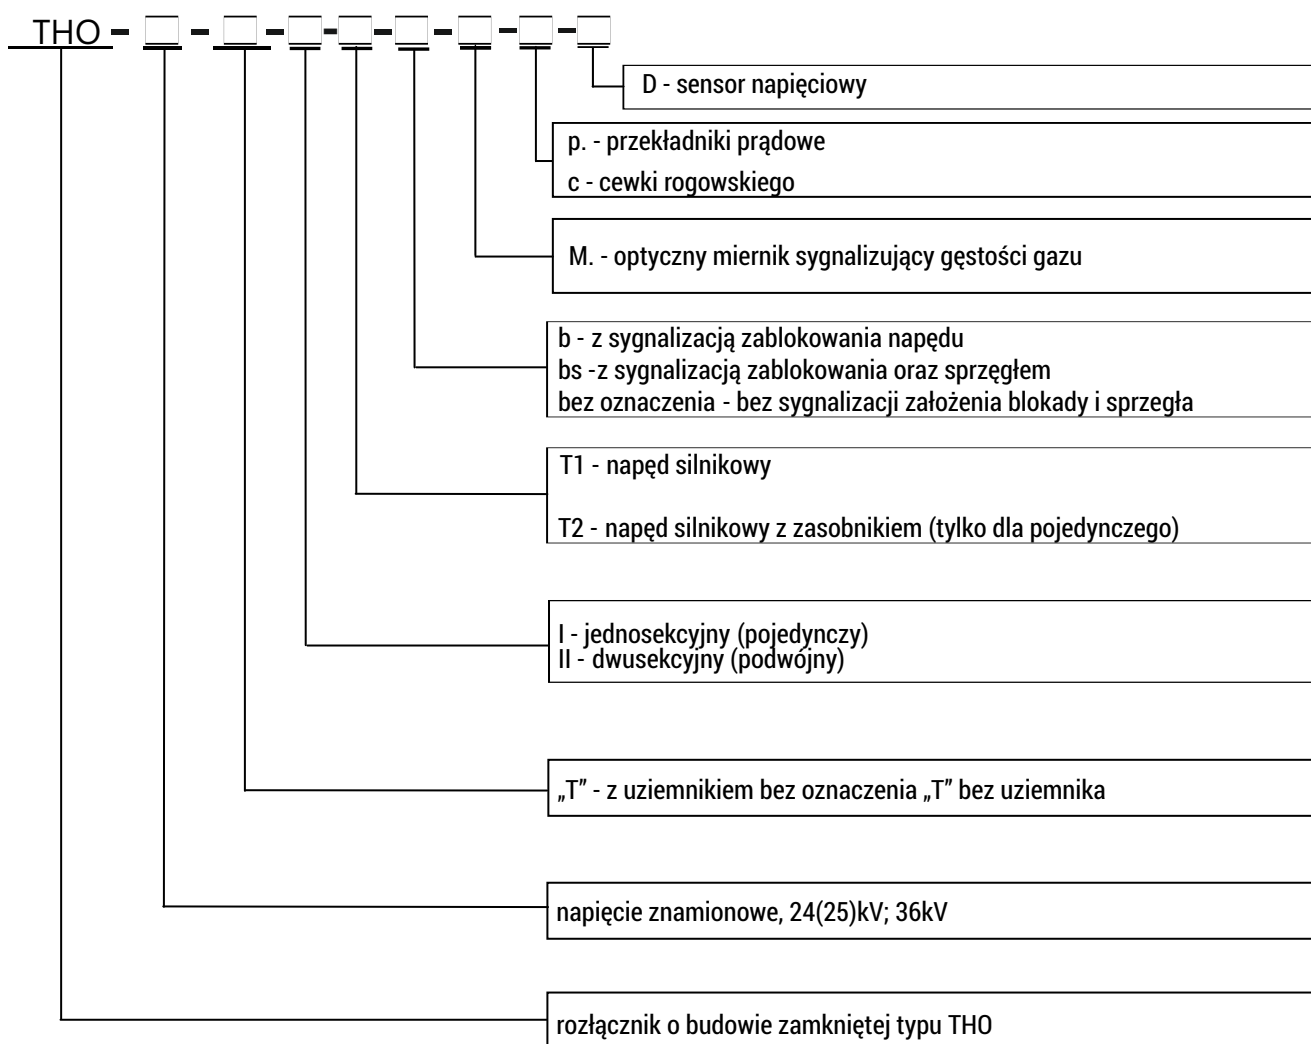 THO - - - - - - - -
D - sensor napięciowy
p. - przekładniki prądowe
c - cewki rogowskiego
M. - optyczny miernik sygnalizujący gęstości gazu
b - z sygnalizacją zablokowania napędu
bs -z sygnalizacją zablokowania oraz sprzęgłem
bez oznaczenia - bez sygnalizacji założenia blokady i sprzegła
T1 - napęd silnikowy
T2 - napęd silnikowy z zasobnikiem (tylko dla pojedynczego)
I - jednosekcyjny (pojedynczy)
II - dwusekcyjny (podwójny)
„T” - z uziemnikiem bez oznaczenia „T” bez uziemnika
napięcie znamionowe, 24(25)kV; 36kV
rozłącznik o budowie zamkniętej typu THO